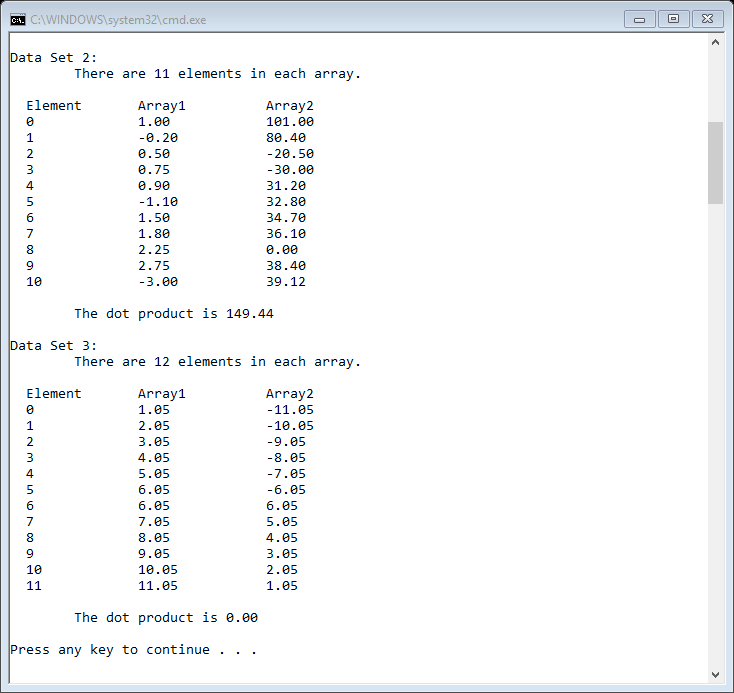 C:\WINDOWS\system32\cmd.exe
Data Set 2:
There are 11 elements in each array.
Element Array1 Array2
0 1.00 101.00
1 -0.20 80.40
2 0.50 -20.50
3 0.75 -30.00
4 0.90 31.20
5 -1.10 32.80
6 1.50 34.70
7 1.80 36.10
8 2.25 0.00
9 2.75 38.40
10 -3.00 39.12
The dot product is 149.44
Data Set 3:
There are 12 elements in each array.
Element Array1 Array2
0 1.05 -11.05
1 2.05 -10.05
2 3.05 -9.05
3 4.05 -8.05
4 5.05 -7.05
5 6.05 -6.05
6 6.05 6.05
7 7.05 5.05
8 8.05 4.05
9 9.05 3.05
10 10.05 2.05
11 11.05 1.05
The dot product is 0.00
Press any key to continue . . .